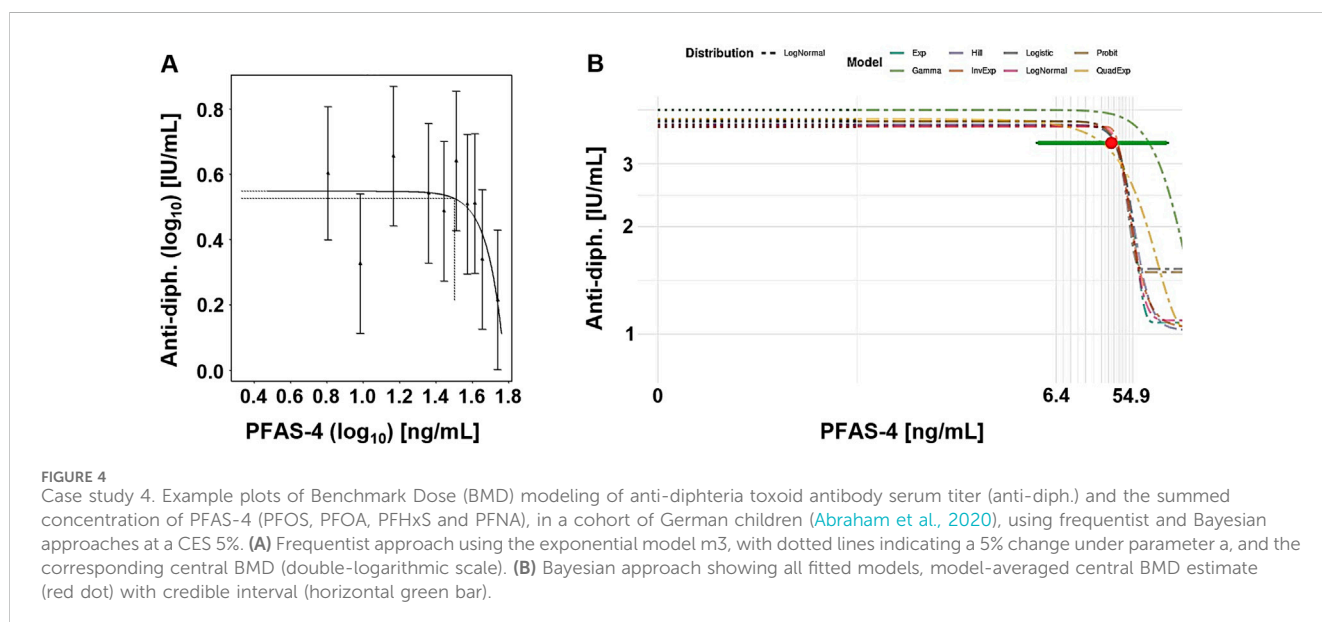 A
Anti-diph. (log10) [IU/mL]
0.8
0.6
0.4
0.2
0.0
0.4 0.6 0.8 1.0 1.2 1.4 1.6 1.8
PFAS-4 (log10) [ng/mL]
B
Distribution LogNormal Model Exp Hill Logistic Probit
Gamma InvExp LogNormal QuadExp
Anti-diph. [IU/mL]
3
2
1
0 6.4 54.9
PFAS-4 [ng/mL]
FIGURE 4
Case study 4. Example plots of Benchmark Dose (BMD) modeling of anti-diphteria toxoid antibody serum titer (anti-diph.) and the summed
concentration of PFAS-4 (PFOS, PFOA, PFHxS and PFNA), in a cohort of German children (Abraham et al., 2020), using frequentist and Bayesian
approaches at a CES 5%. (A) Frequentist approach using the exponential model m3, with dotted lines indicating a 5% change under parameter a, and the
corresponding central BMD (double-logarithmic scale). (B) Bayesian approach showing all fitted models, model-averaged central BMD estimate
(red dot) with credible interval (horizontal green bar).